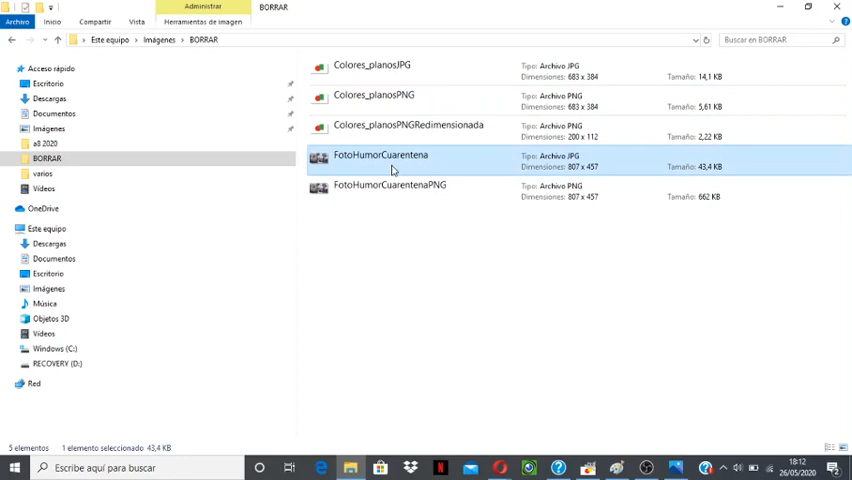 Administrar
BORRAR
Archivo
Inicio
Compartir
Vista
Herramientas de imagen
Este equipo > Imágenes > BORRAR
Buscar en BORRAR
Acceso rápido
Escritorio
Descargas
Documentos
Imágenes
a8 2020
BORRAR
varios
Vídeos
OneDrive
Este equipo
Descargas
Documentos
Escritorio
Imágenes
Música
Objetos 3D
Vídeos
Windows (C:)
RECOVERY (D:)
Red
Colores_planosJPG
Tipo: Archivo JPG
Dimensiones: 683 x 384
Tamaño: 14,1 KB
Colores_planosPNG
Tipo: Archivo PNG
Dimensiones: 683 x 384
Tamaño: 5,61 KB
Colores_planosPNGRedimensionada
Tipo: Archivo PNG
Dimensiones: 200 x 112
Tamaño: 2,22 KB
FotoHumorCuarentena
Tipo: Archivo JPG
Dimensiones: 807 x 457
Tamaño: 43,4 KB
FotoHumorCuarentenaPNG
Tipo: Archivo PNG
Dimensiones: 807 x 457
Tamaño: 662 KB
5 elementos
1 elemento seleccionado 43,4 KB
Escribe aquí para buscar
18:12
26/05/2020
2